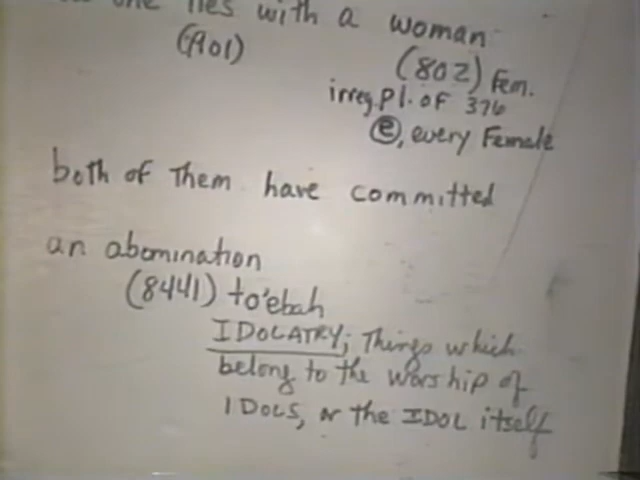 one lies with a woman
(901)
(802) Fem.
irreg. pl. of 376
ⓔ, every Female
both of Them have committed
an abomination
(8441) to'ebah
IDOLATRY; Things which
belong to the worship of
IDOLS, or the IDOL itself